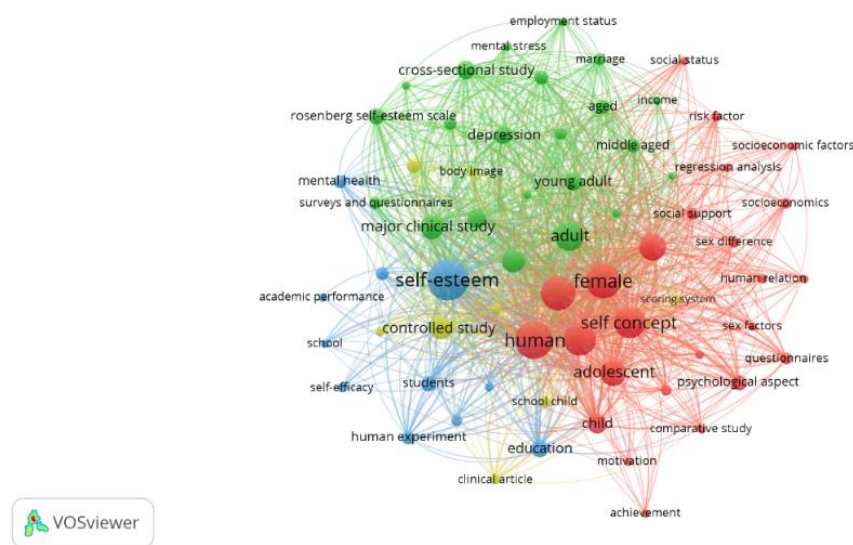 employment status
mental stress
marriage
social status
cross-sectional study
income
aged
rosenberg self-esteem scale
risk factor
depression
middle aged
socioeconomic factors
body image
regression analysis
mental health
young adult
surveys and questionnaires
socioeconomics
social support
major clinical study
adult
sex difference
self-esteem
female
human relation
academic performance
scoring system
controlled study
self concept
sex factors
human
school
questionnaires
adolescent
students
psychological aspect
self-efficacy
school child
child
comparative study
human experiment
education
motivation
clinical article
achievement
VOSviewer